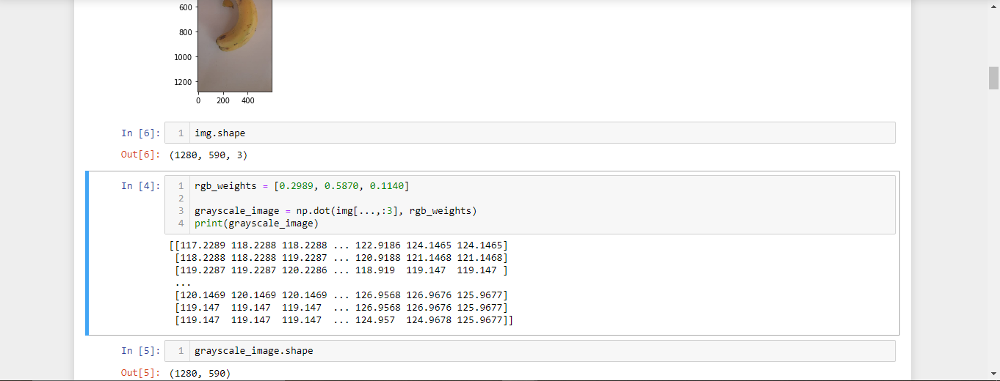 600
800
1000
1200
0 200 400
In [6]: 1 img.shape
Out[6]: (1280, 590, 3)
In [4]: 1 rgb_weights = [0.2989, 0.5870, 0.1140]
2
3 grayscale_image = np.dot(img[...,:3], rgb_weights)
4 print(grayscale_image)
[[117.2289 118.2288 118.2288 ... 122.9186 124.1465 124.1465]
[118.2288 118.2288 119.2287 ... 120.9188 121.1468 121.1468]
[119.2287 119.2287 120.2286 ... 118.919  119.147  119.147 ]
...
[120.1469 120.1469 120.1469 ... 126.9568 126.9676 125.9677]
[119.147  119.147  119.147  ... 126.9568 126.9676 125.9677]
[119.147  119.147  119.147  ... 124.957  124.9678 125.9677]]
In [5]: 1 grayscale_image.shape
Out[5]: (1280, 590)